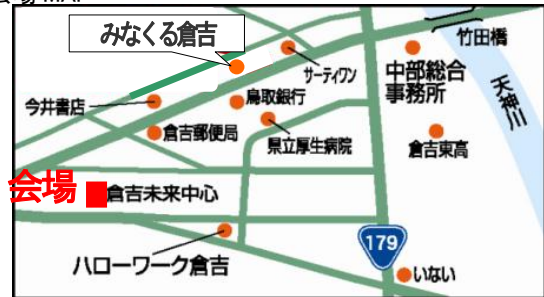 みなくる倉吉
竹田橋
サーティワン
中部総合
事務所
天神川
今井書店
鳥取銀行
倉吉郵便局
県立厚生病院
倉吉東高
会場
倉吉未来中心
179
ハローワーク倉吉
いない